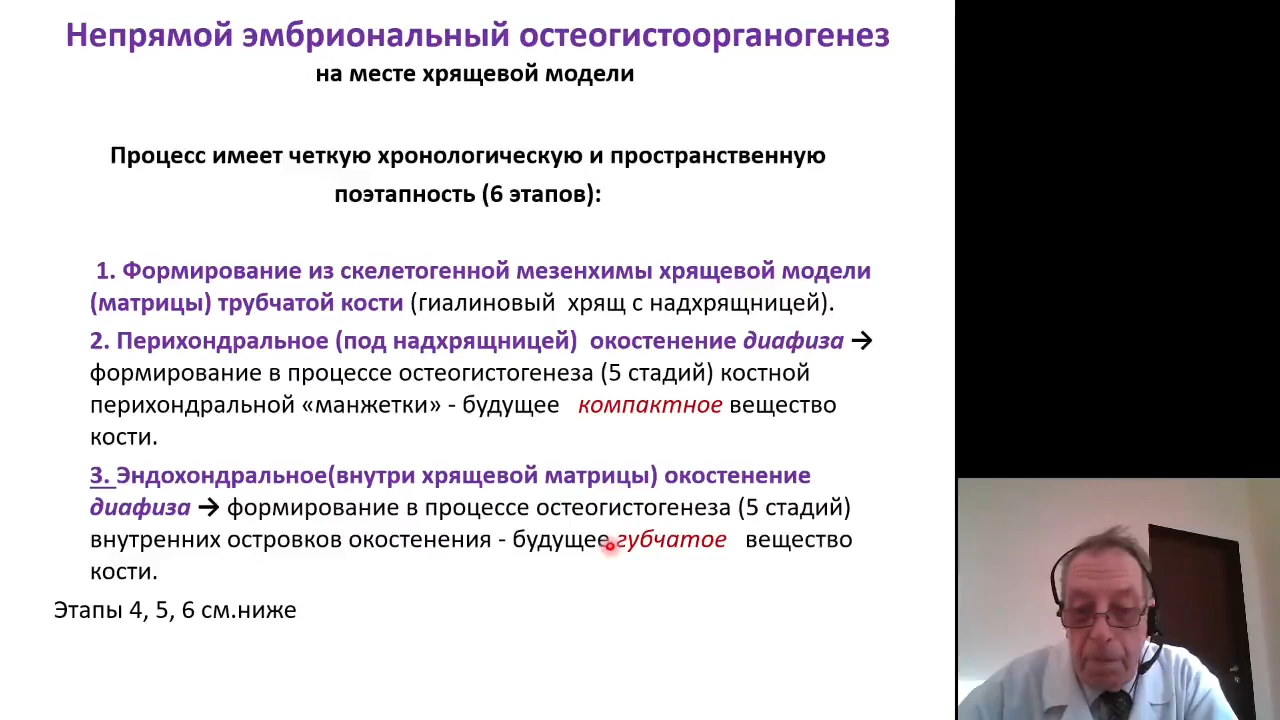 Непрямой эмбриональный остеогистоорганогенез
на месте хрящевой модели
Процесс имеет четкую хронологическую и пространственную
поэтапность (6 этапов):
1. Формирование из скелетогенной мезенхимы хрящевой модели
(матрицы) трубчатой кости (гиалиновый хрящ с надхрящницей).
2. Перихондральное (под надхрящницей) окостенение диафиза →
формирование в процессе остеогистогенеза (5 стадий) костной
перихондральной «манжетки» - будущее компактное вещество
кости.
3. Эндохондральное(внутри хрящевой матрицы) окостенение
диафиза → формирование в процессе остеогистогенеза (5 стадий)
внутренних островков окостенения - будущее губчатое вещество
кости.
Этапы 4, 5, 6 см.ниже